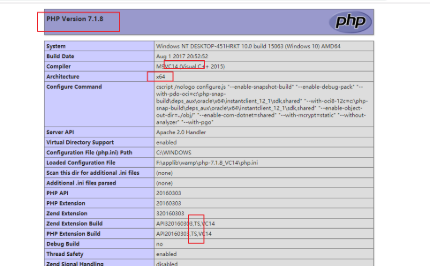 PHP Version 7.1.8
php
System Windows NT DESKTOP-451HRKT 10.0 build 15063 (Windows 10) AMD64
Build Date Aug 1 2017 20:52:52
Compiler MSVC14 (Visual C++ 2015)
Architecture x64
Configure Command cscript /nologo configure.js "--enable-snapshot-build" "--enable-debug-pack" "--
with-pdo-oci=c:\php-snap-
build\deps_aux\oracle\x64\instantclient_12_1\sdk,shared" "--with-oci8-12c=c:\php-
snap-build\deps_aux\oracle\x64\instantclient_12_1\sdk,shared" "--enable-object-
out-dir=../obj/" "--enable-com-dotnet=shared" "--with-mcrypt=static" "--without-
analyzer" "--with-pgo"
Server API Apache 2.0 Handler
Virtual Directory Support enabled
Configuration File (php.ini) Path C:\WINDOWS
Loaded Configuration File F:\applib\wamp\php-7.1.8_VC14\php.ini
Scan this dir for additional .ini files (none)
Additional .ini files parsed (none)
PHP API 20160303
PHP Extension 20160303
Zend Extension 320160303
Zend Extension Build API320160303,TS,VC14
PHP Extension Build API20160303,TS,VC14
Debug Build no
Thread Safety enabled
Zend Signal Handling disabled